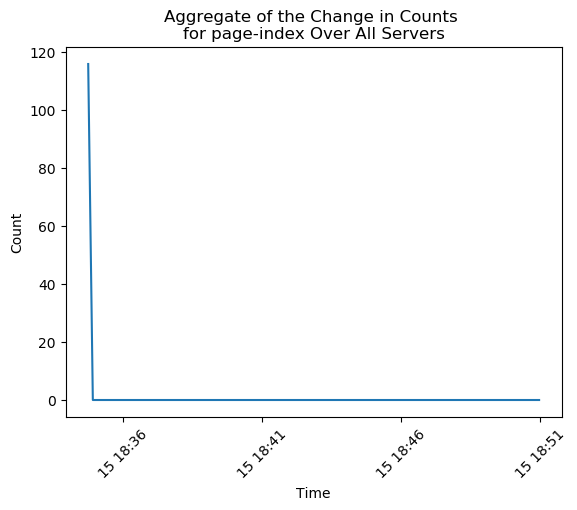 Aggregate of the Change in Counts
for page-index Over All Servers
120
100
80
60
40
20
0
Count
15 18:36
15 18:41
15 18:46
15 18:51
Time